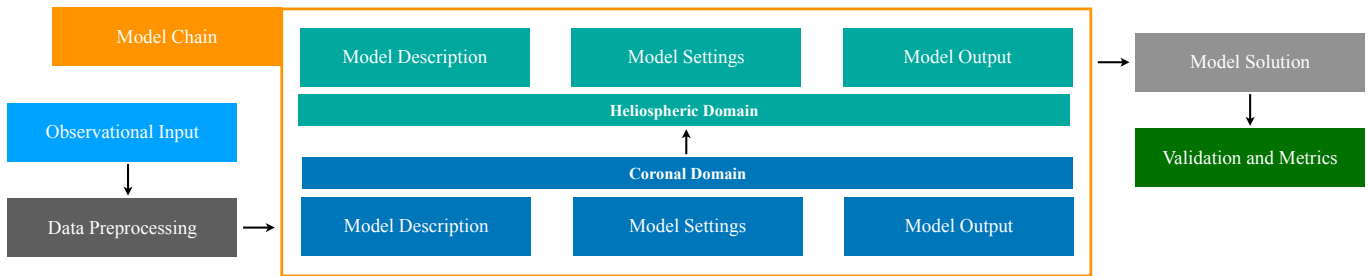 Model Chain
Observational Input
Data Preprocessing
Model Description
Model Settings
Model Output
Heliospheric Domain
Coronal Domain
Model Description
Model Settings
Model Output
Model Solution
Validation and Metrics